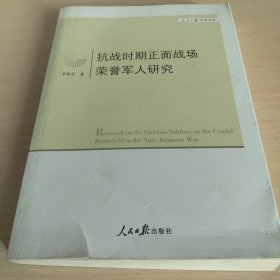 抗战时期正面战场
荣誉军人研究
著
Research on the Glorious Soldiers on the Frontal
Battlefield in the Anti-Japanese War
人民日报出版社